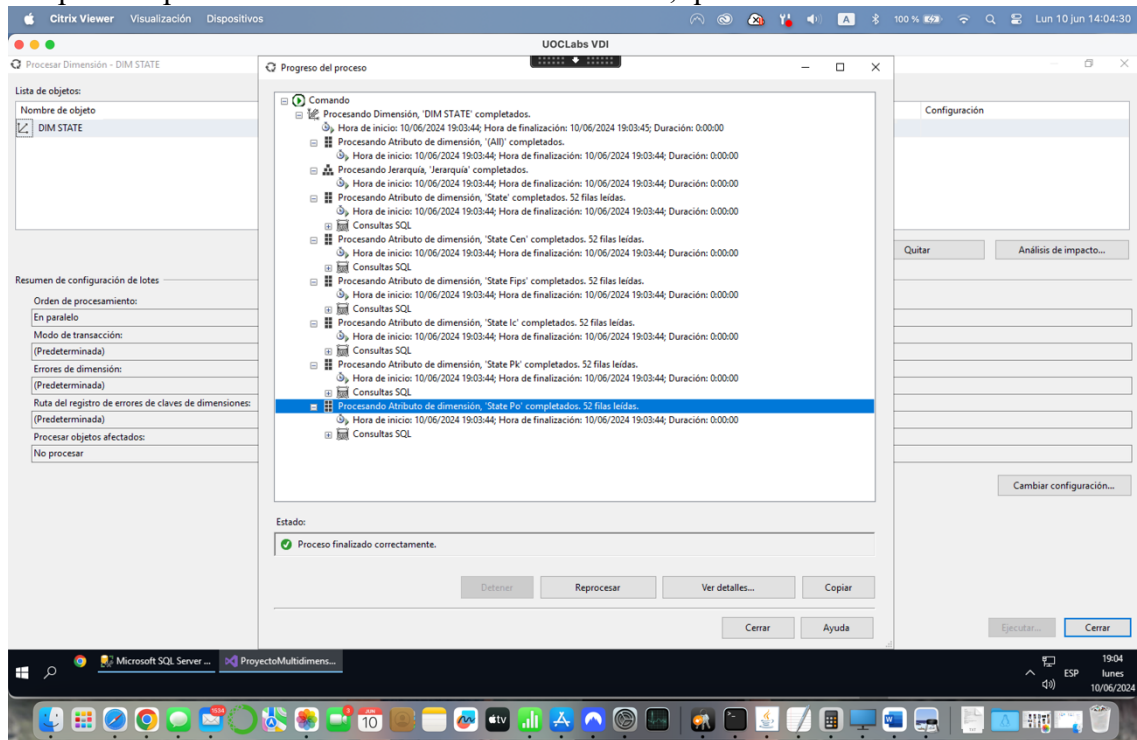 Citrix Viewer Visualización Dispositivos 100 % Lun 10 jun 14:04:30
UOCLabs VDI
Procesar Dimensión - DIM STATE
Progreso del proceso
Lista de objetos:
Nombre de objeto
Configuración
DIM STATE
Comando
Procesando Dimensión, 'DIM STATE' completados.
Hora de inicio: 10/06/2024 19:03:44; Hora de finalización: 10/06/2024 19:03:45; Duración: 0:00:00
Procesando Atributo de dimensión, '(All)' completados.
Hora de inicio: 10/06/2024 19:03:44; Hora de finalización: 10/06/2024 19:03:44; Duración: 0:00:00
Procesando Jerarquía, 'Jerarquía' completados.
Hora de inicio: 10/06/2024 19:03:44; Hora de finalización: 10/06/2024 19:03:44; Duración: 0:00:00
Procesando Atributo de dimensión, 'State' completados. 52 filas leídas.
Hora de inicio: 10/06/2024 19:03:44; Hora de finalización: 10/06/2024 19:03:44; Duración: 0:00:00
Consultas SQL
Procesando Atributo de dimensión, 'State Cen' completados. 52 filas leídas.
Hora de inicio: 10/06/2024 19:03:44; Hora de finalización: 10/06/2024 19:03:44; Duración: 0:00:00
Consultas SQL
Procesando Atributo de dimensión, 'State Fips' completados. 52 filas leídas.
Hora de inicio: 10/06/2024 19:03:44; Hora de finalización: 10/06/2024 19:03:44; Duración: 0:00:00
Consultas SQL
Procesando Atributo de dimensión, 'State Ic' completados. 52 filas leídas.
Hora de inicio: 10/06/2024 19:03:44; Hora de finalización: 10/06/2024 19:03:44; Duración: 0:00:00
Consultas SQL
Procesando Atributo de dimensión, 'State Pk' completados. 52 filas leídas.
Hora de inicio: 10/06/2024 19:03:44; Hora de finalización: 10/06/2024 19:03:44; Duración: 0:00:00
Consultas SQL
Procesando Atributo de dimensión, 'State Po' completados. 52 filas leídas.
Hora de inicio: 10/06/2024 19:03:44; Hora de finalización: 10/06/2024 19:03:44; Duración: 0:00:00
Consultas SQL
Quitar
Análisis de impacto...
Resumen de configuración de lotes
Orden de procesamiento:
En paralelo
Modo de transacción:
(Predeterminada)
Errores de dimensión:
(Predeterminada)
Ruta del registro de errores de claves de dimensiones:
(Predeterminada)
Procesar objetos afectados:
No procesar
Cambiar configuración...
Estado:
Proceso finalizado correctamente.
Detener
Reprocesar
Ver detalles...
Copiar
Cerrar
Ayuda
Ejecutar...
Cerrar
Microsoft SQL Server ...
ProyectoMultidimens...
ESP
19:04
lunes
10/06/2024